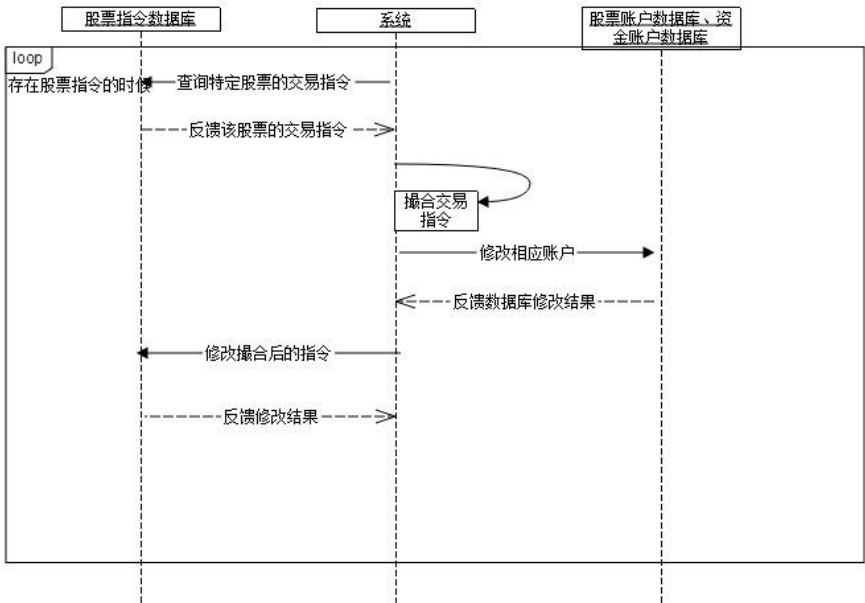 股票指令数据库
系统
股票账户数据库、资
金账户数据库
loop
存在股票指令的时候
查询特定股票的交易指令
反馈该股票的交易指令
撮合交易
指令
修改相应账户
反馈数据库修改结果
修改撮合后的指令
反馈修改结果